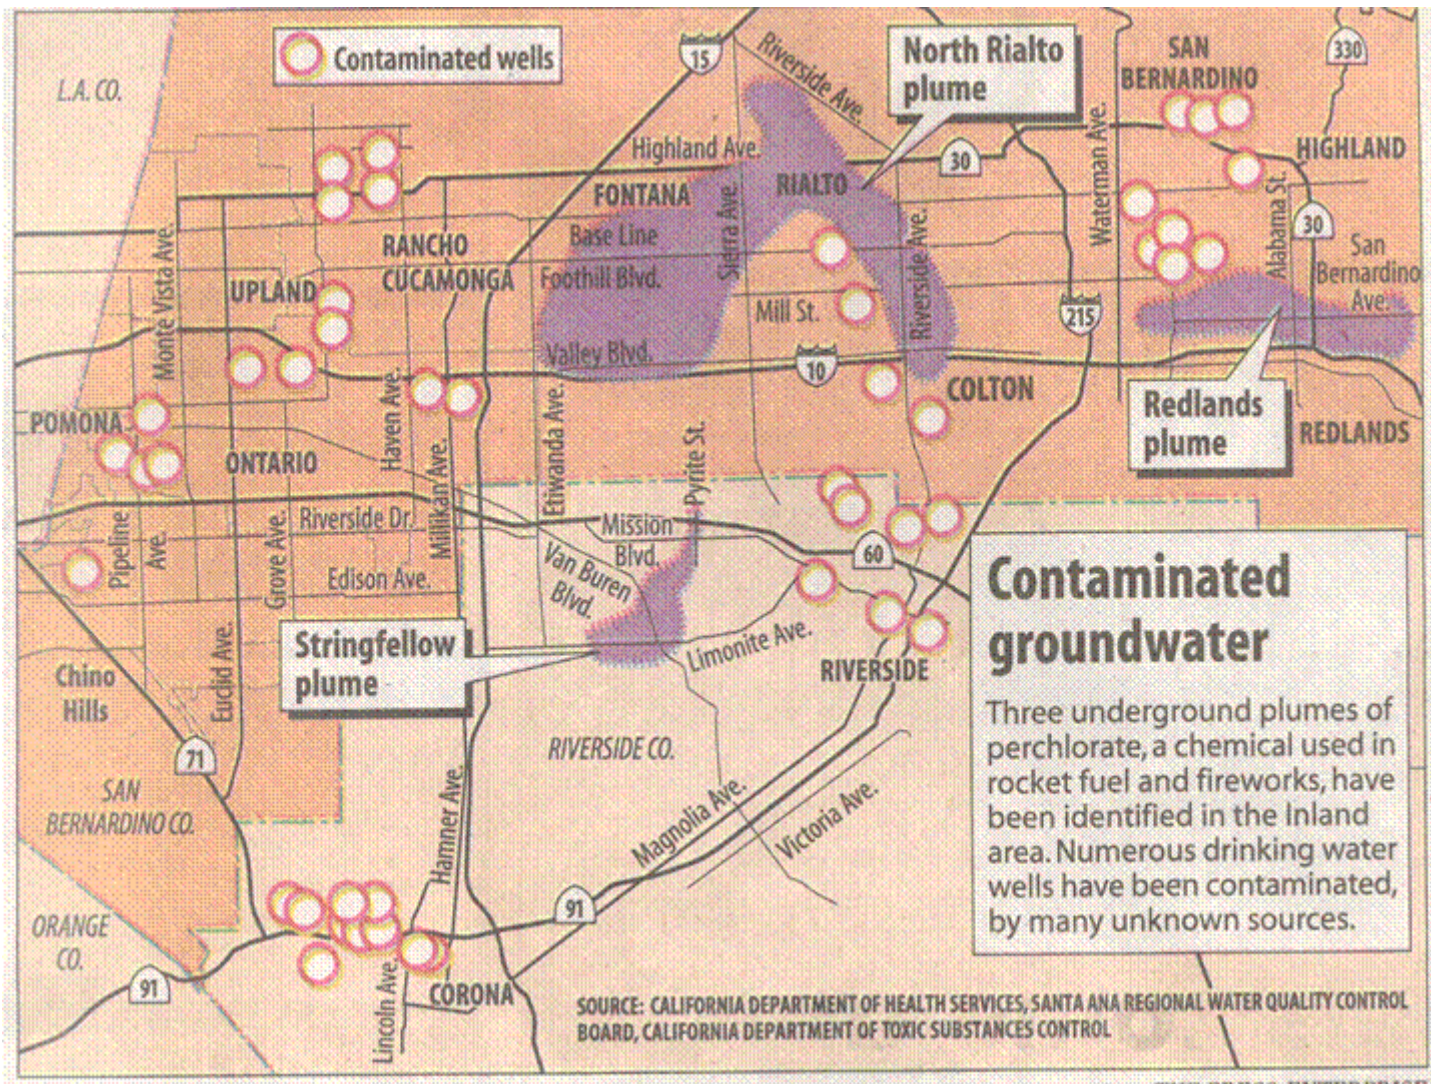 L.A. CO.
Contaminated wells
15
Riverside Ave.
North Rialto
plume
SAN
BERNARDINO
330
Highland Ave.
30
HIGHLAND
FONTANA
RIALTO
Waterman Ave.
Alabama St.
30
Monte Vista Ave.
RANCHO
CUCAMONGA
Base Line
Sierra Ave.
Riverside Ave.
San
Bernardino
Ave.
UPLAND
Foothill Blvd.
Mill St.
215
Valley Blvd.
10
COLTON
Redlands
plume
REDLANDS
POMONA
Haven Ave.
Etiwanda Ave.
ONTARIO
Millikan Ave.
Pyrite St.
Pipeline
Ave.
Grove Ave.
Riverside Dr.
Mission
Blvd.
60
Edison Ave.
Van Buren
Blvd.
Contaminated
groundwater
Three underground plumes of
perchlorate, a chemical used in
rocket fuel and fireworks, have
been identified in the Inland
area. Numerous drinking water
wells have been contaminated,
by many unknown sources.
Stringfellow
plume
Limonite Ave.
RIVERSIDE
Chino
Hills
Euclid Ave.
71
RIVERSIDE CO.
SAN
BERNARDINO CO.
Hamner Ave.
Magnolia Ave.
Victoria Ave.
91
ORANGE
CO.
91
Lincoln Ave.
CORONA
SOURCE: CALIFORNIA DEPARTMENT OF HEALTH SERVICES, SANTA ANA REGIONAL WATER QUALITY CONTROL
BOARD, CALIFORNIA DEPARTMENT OF TOXIC SUBSTANCES CONTROL